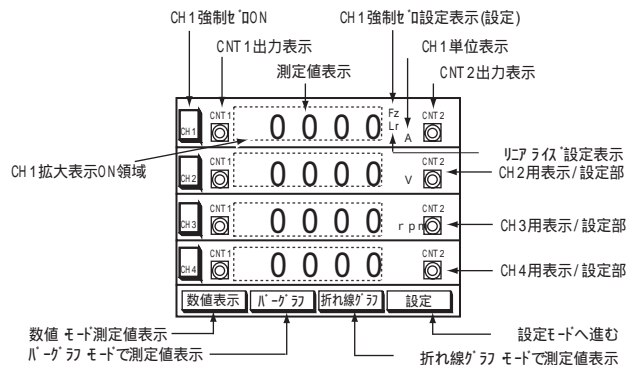 CH1強制ｾﾞﾛON
CH1強制ｾﾞﾛ設定表示(設定)
CNT1出力表示
CH1単位表示
測定値表示
CNT2出力表示
CH1 CNT1 0000 Fz Lr A CNT2
リニアライズ設定表示
CH1拡大表示ON領域
CH2 CNT1 0000 V CNT2
CH2用表示/設定部
CH3 CNT1 0000 rpm CNT2
CH3用表示/設定部
CH4 CNT1 0000 CNT2
CH4用表示/設定部
数値表示 ﾊﾞｰｸﾞﾗﾌ 折れ線ｸﾞﾗﾌ 設定
数値 ﾓｰﾄﾞ測定値表示
設定ﾓｰﾄﾞへ進む
ﾊﾞｰｸﾞﾗﾌ ﾓｰﾄﾞで測定値表示
折れ線ｸﾞﾗﾌ ﾓｰﾄﾞで測定値表示